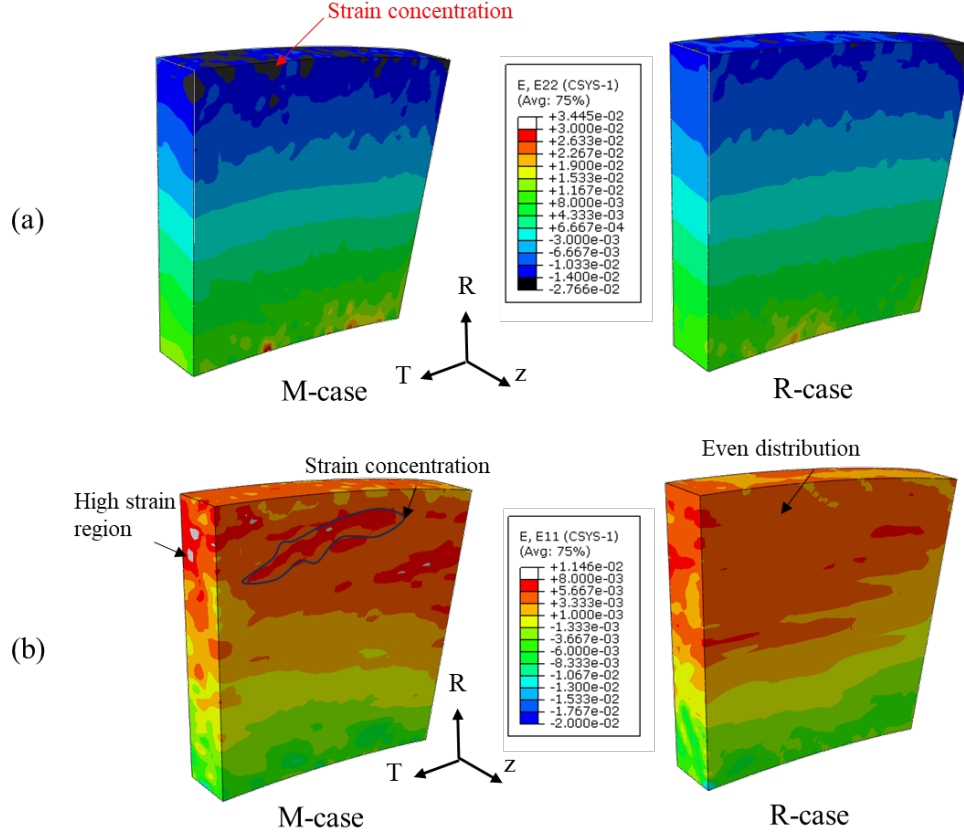 Strain concentration
(a)
E, E22 (CSYS-1)
(Avg: 75%)
+3.445e-02
+3.000e-02
+2.633e-02
+2.267e-02
+1.900e-02
+1.533e-02
+1.167e-02
+8.000e-03
+4.333e-03
+6.667e-04
-3.000e-03
-6.667e-03
-1.033e-02
-1.400e-02
-2.766e-02
R
T
z
M-case
R-case
(b)
High strain
region
Strain concentration
Even distribution
E, E11 (CSYS-1)
(Avg: 75%)
+1.146e-02
+8.000e-03
+5.667e-03
+3.333e-03
+1.000e-03
-1.333e-03
-3.667e-03
-6.000e-03
-8.333e-03
-1.067e-02
-1.300e-02
-1.533e-02
-1.767e-02
-2.000e-02
R
T
z
M-case
R-case